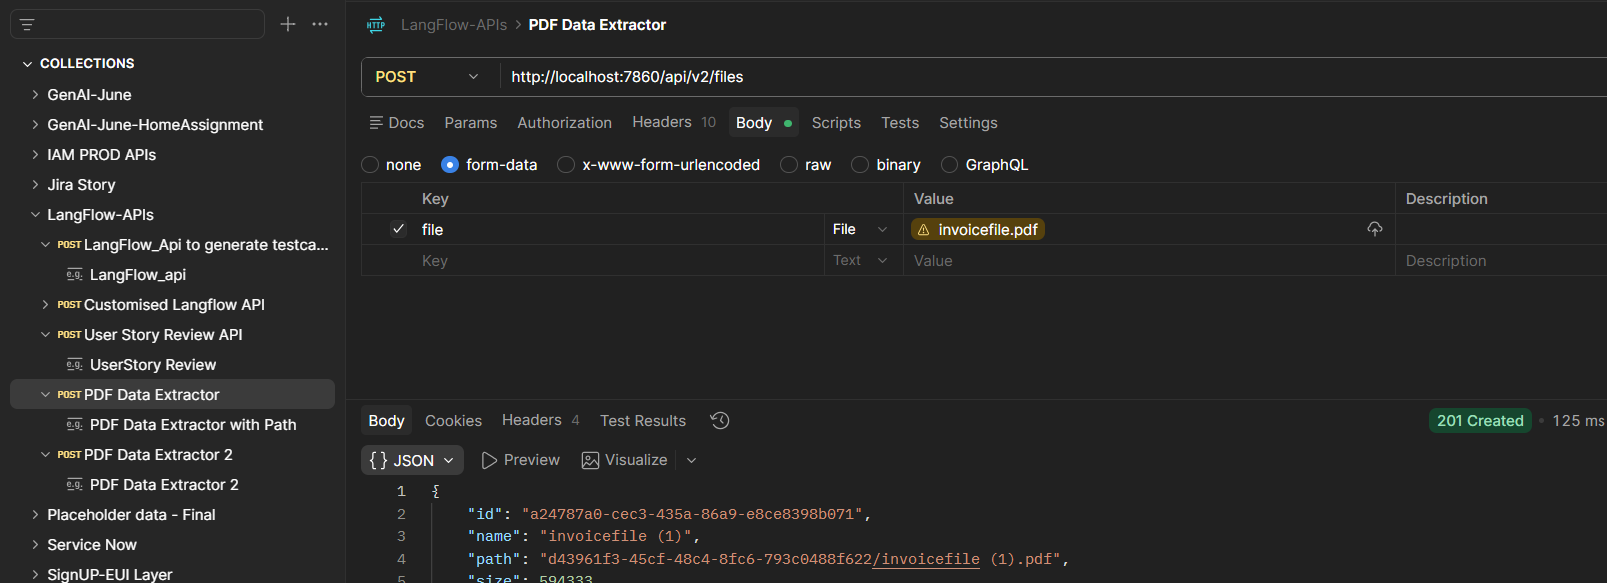 COLLECTIONS
GenAI-June
GenAI-June-HomeAssignment
IAM PROD APIs
Jira Story
LangFlow-APIs
POST LangFlow_Api to generate testca...
e.g. LangFlow_api
POST Customised Langflow API
POST User Story Review API
e.g. UserStory Review
POST PDF Data Extractor
e.g. PDF Data Extractor with Path
POST PDF Data Extractor 2
e.g. PDF Data Extractor 2
Placeholder data - Final
Service Now
SignUP-EUI Layer
HTTP LangFlow-APIs > PDF Data Extractor
POST http://localhost:7860/api/v2/files
Docs Params Authorization Headers 10 Body Scripts Tests Settings
none form-data x-www-form-urlencoded raw binary GraphQL
Key Value Description
file File invoicefile.pdf
Key Text Value Description
Body Cookies Headers 4 Test Results 201 Created 125 ms
{} JSON Preview Visualize
1 {
2 "id": "a24787a0-cec3-435a-86a9-e8ce8398b071",
3 "name": "invoicefile (1)",
4 "path": "d43961f3-45cf-48c4-8fc6-793c0488f622/invoicefile (1).pdf",
5 "size": 594333,